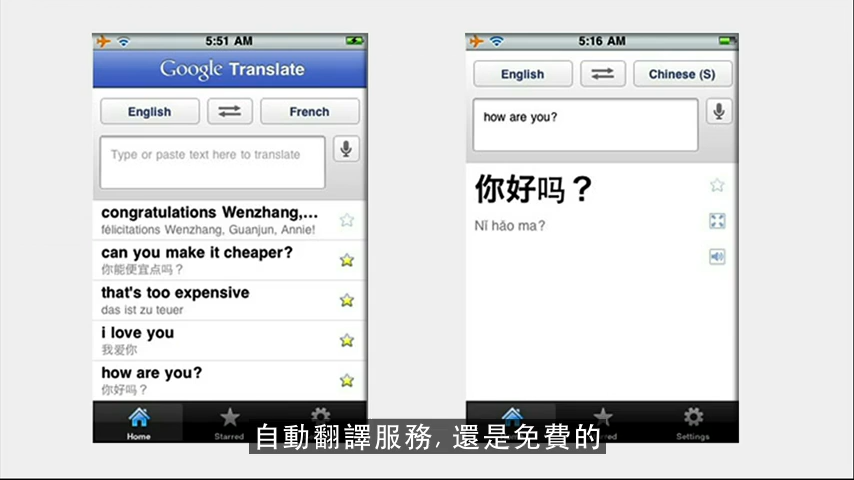 5:51 AM
Google Translate
English
French
Type or paste text here to translate
congratulations Wenzhang,...
félicitations Wenzhang, Guanjun, Annie!
can you make it cheaper?
你能便宜点吗？
that's too expensive
das ist zu teuer
i love you
我爱你
how are you?
你好吗？
Home
Starred
5:16 AM
English
Chinese (S)
how are you?
你好吗？
Nǐ hǎo ma?
Settings
自動翻譯服務, 還是免費的